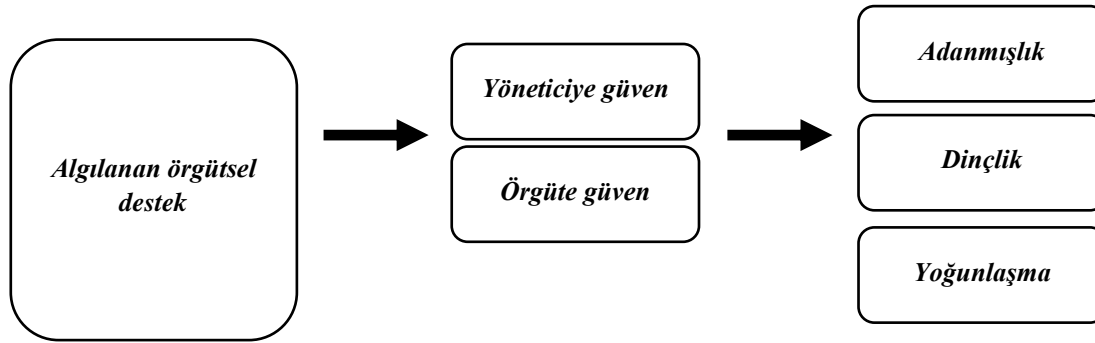 Algılanan örgütsel
destek
Yöneticiye güven
Örgüte güven
Adanmışlık
Dinçlik
Yoğunlaşma